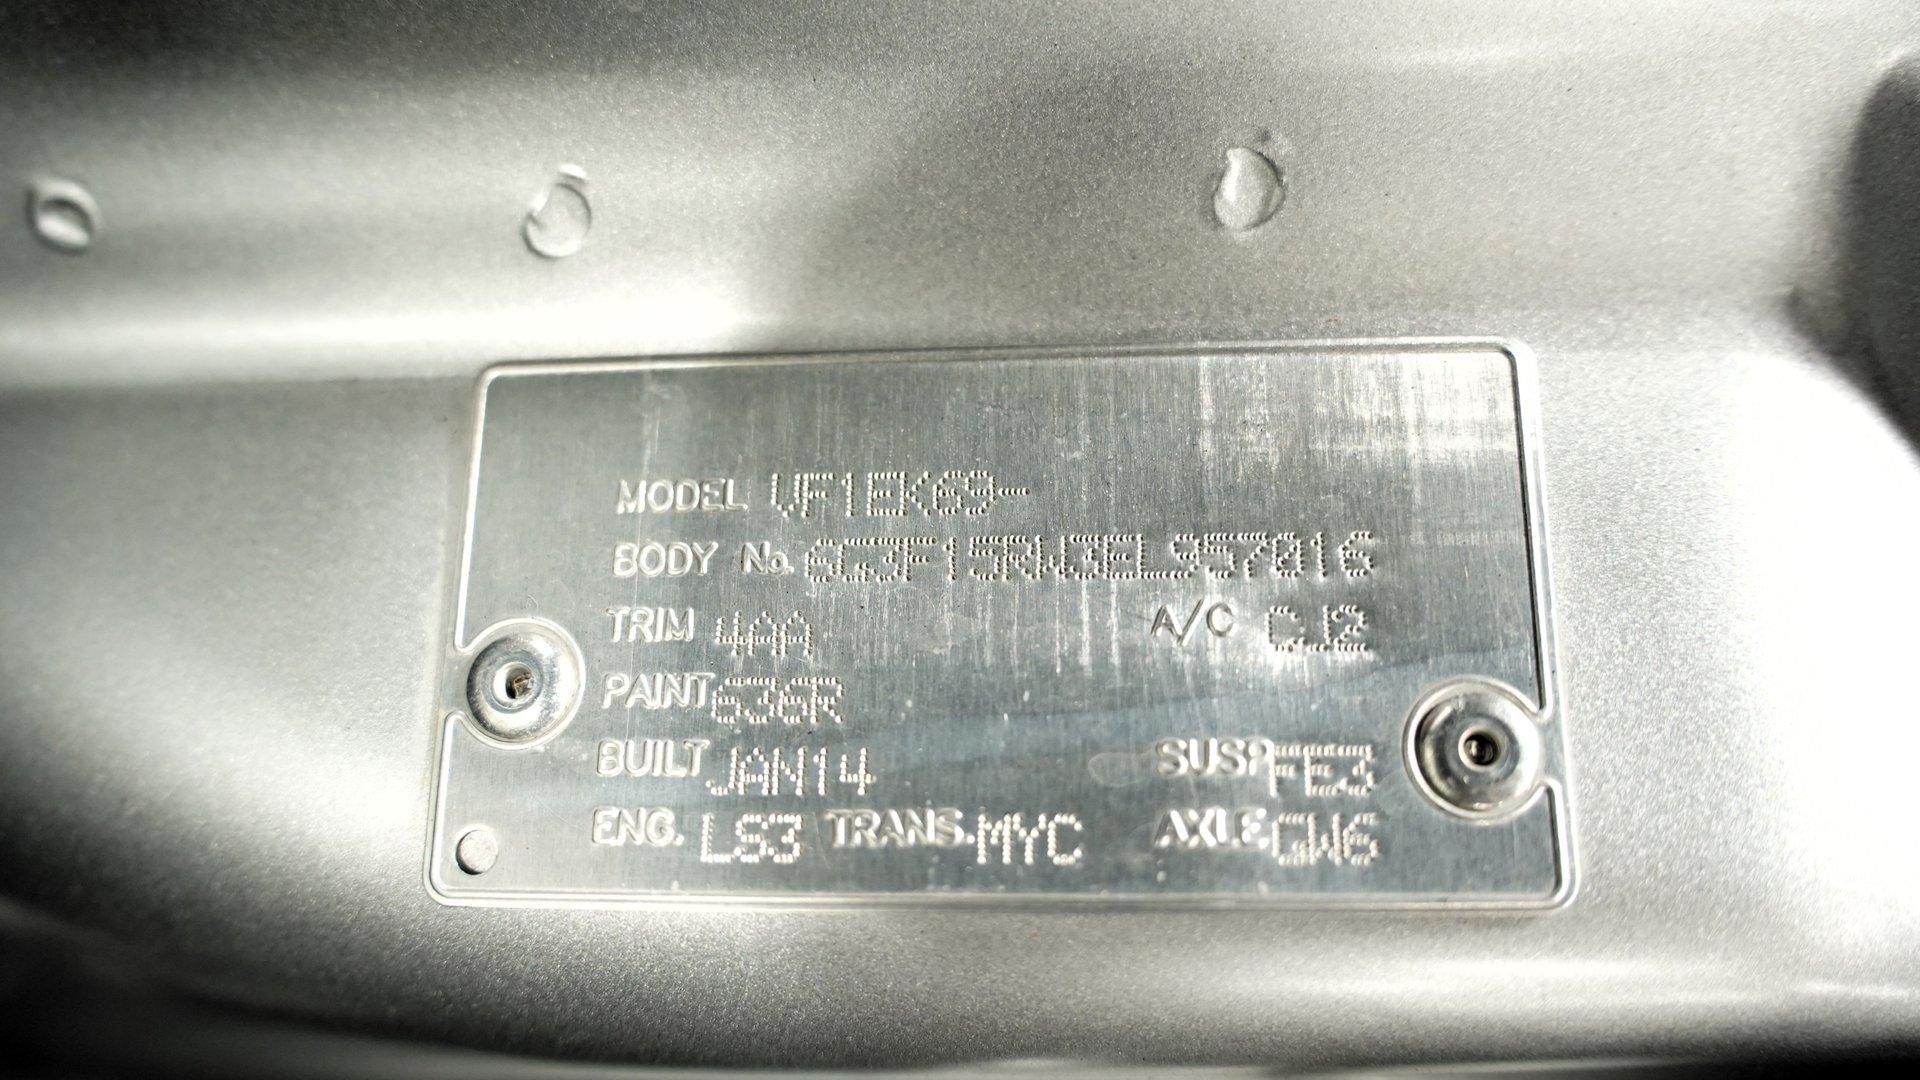 MODEL VF1EK69-
BODY No. 6G3F15RW3EL957016
TRIM 4AA A/C CJ2
PAINT 636R
BUILT JAN14 SUSP FE3
ENG. LS3 TRANS. MYC AXLE GW6